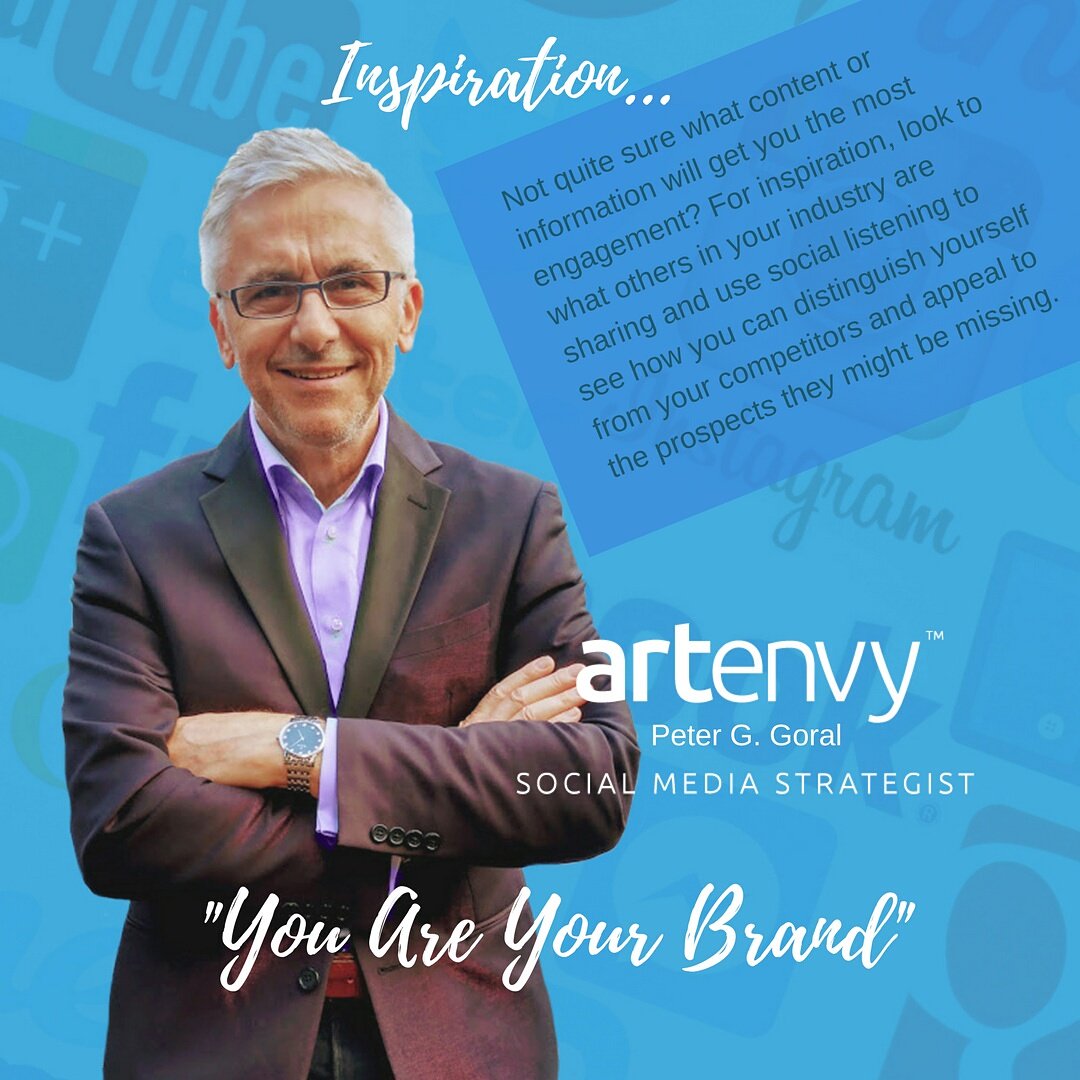 Inspiration...
Not quite sure what content or
information will get you the most
engagement? For inspiration, look to
what others in your industry are
sharing and use social listening to
see how you can distinguish yourself
from your competitors and appeal to
the prospects they might be missing.
artenvy™
Peter G. Goral
SOCIAL MEDIA STRATEGIST
"You Are Your Brand"
Tube
Instagram